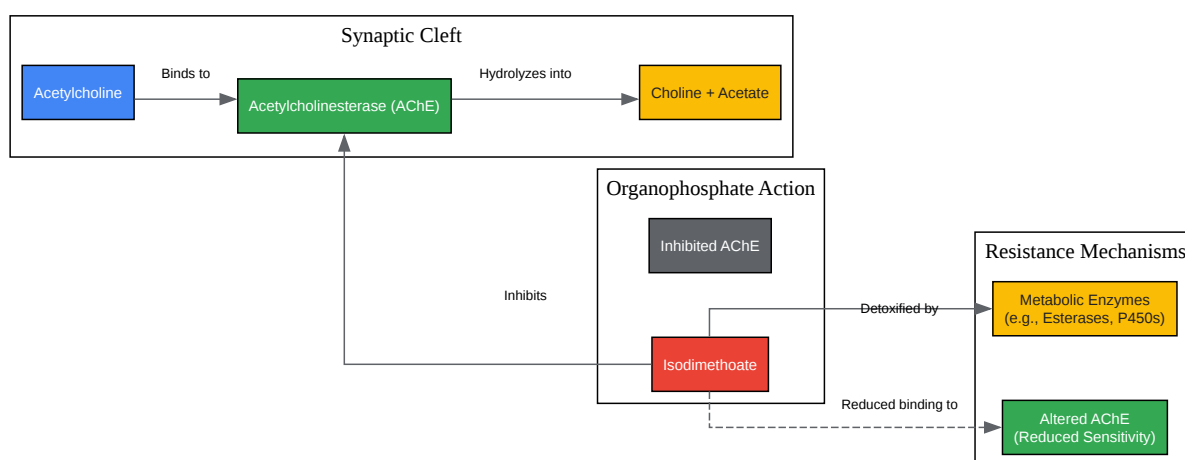 Synaptic Cleft
Acetylcholine
Binds to
Acetylcholinesterase (AChE)
Hydrolyzes into
Choline + Acetate
Organophosphate Action
Inhibited AChE
Inhibits
Isodimethoate
Resistance Mechanisms
Detoxified by
Metabolic Enzymes
(e.g., Esterases, P450s)
Reduced binding to
Altered AChE
(Reduced Sensitivity)